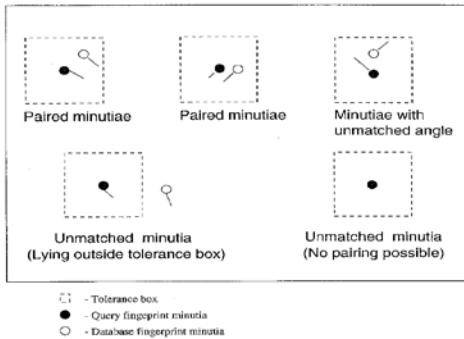 Paired minutiae
Paired minutiae
Minutiae with
unmatched angle
Unmatched minutia
(Lying outside tolerance box)
Unmatched minutia
(No pairing possible)
- Tolerance box
- Query fingeprint minutia
- Database fingerprint minutia